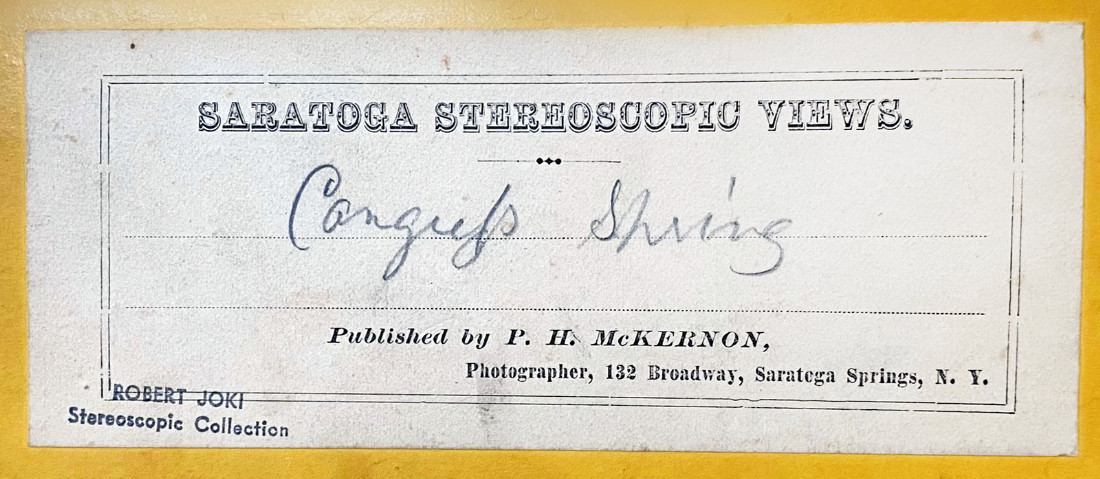 SARATOGA STEREOSCOPIC VIEWS.
Congress Spring
Published by P. H. McKERNON,
Photographer, 132 Broadway, Saratoga Springs, N. Y.
ROBERT JOKI
Stereoscopic Collection